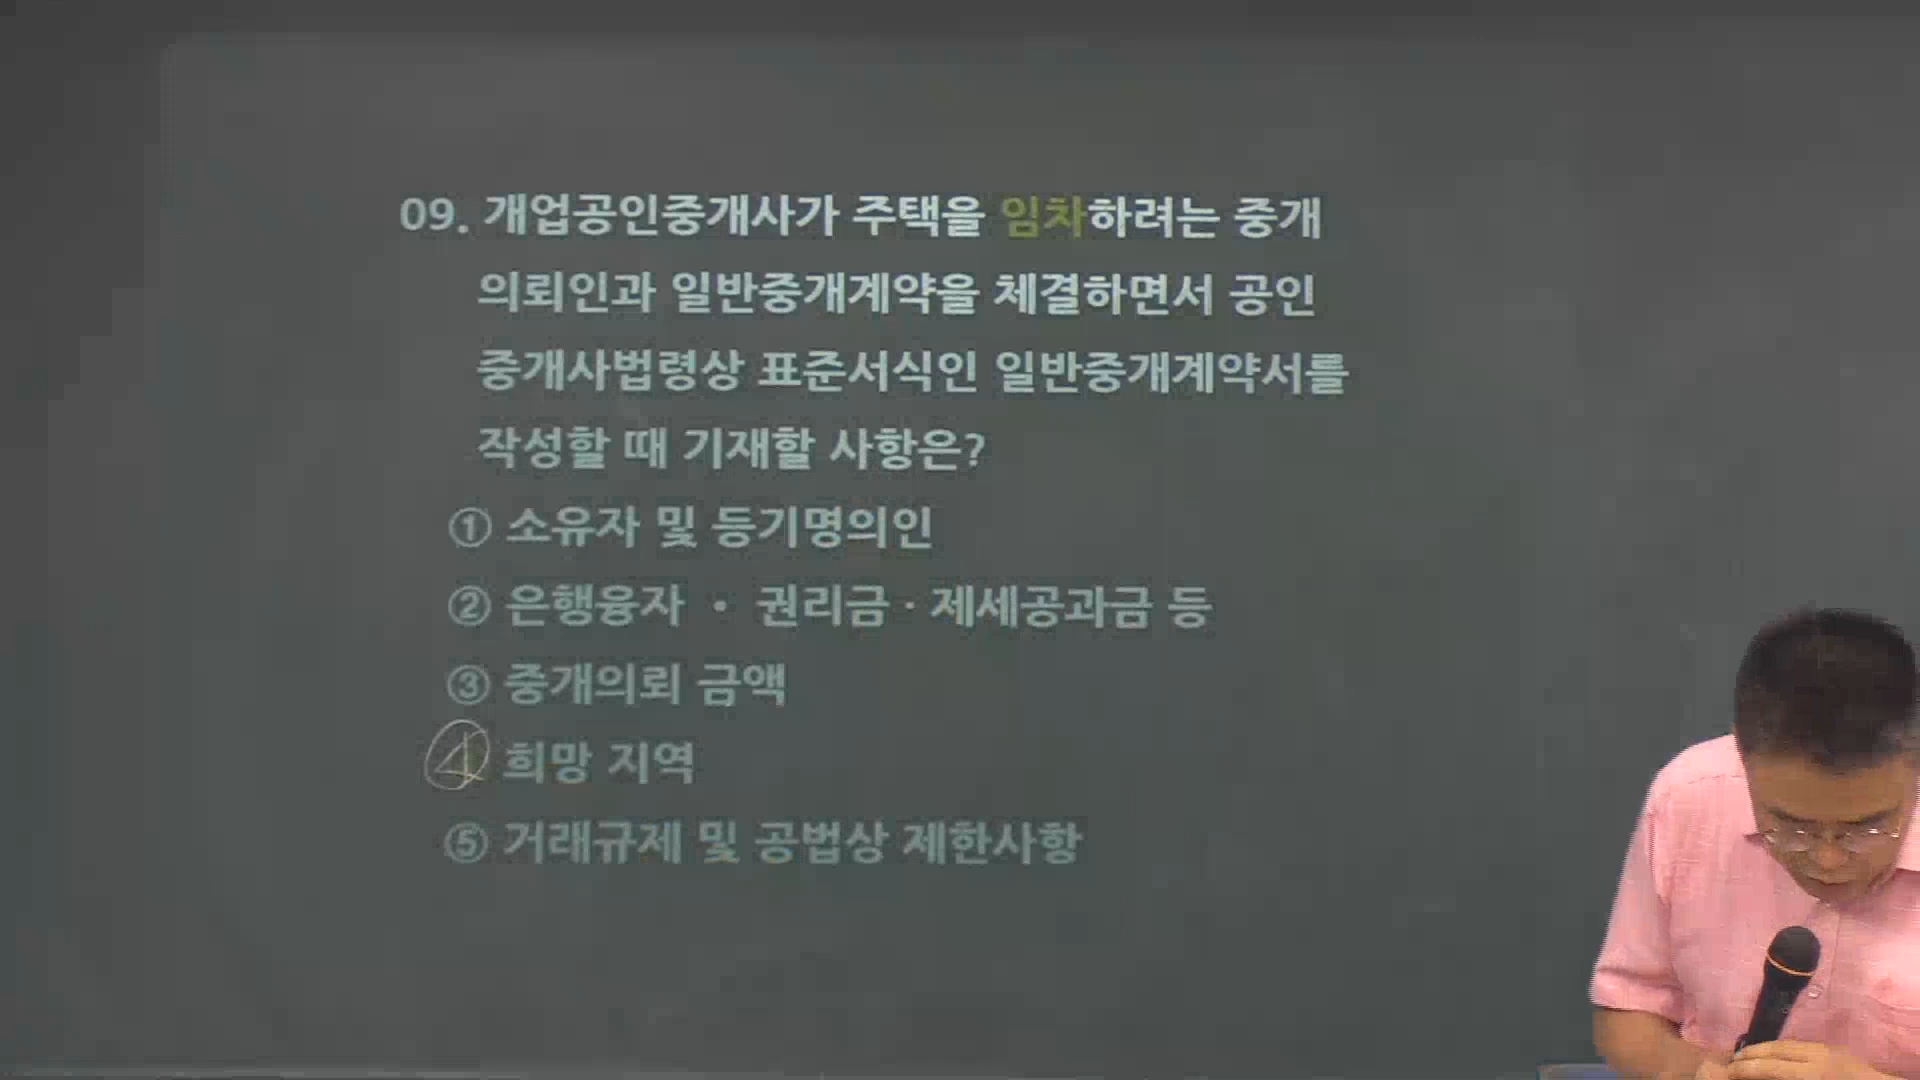 09. 개업공인중개사가 주택을 임차하려는 중개
의뢰인과 일반중개계약을 체결하면서 공인
중개사법령상 표준서식인 일반중개계약서를
작성할 때 기재할 사항은?
① 소유자 및 등기명의인
② 은행융자 · 권리금 · 제세공과금 등
③ 중개의뢰 금액
④ 희망 지역
⑤ 거래규제 및 공법상 제한사항